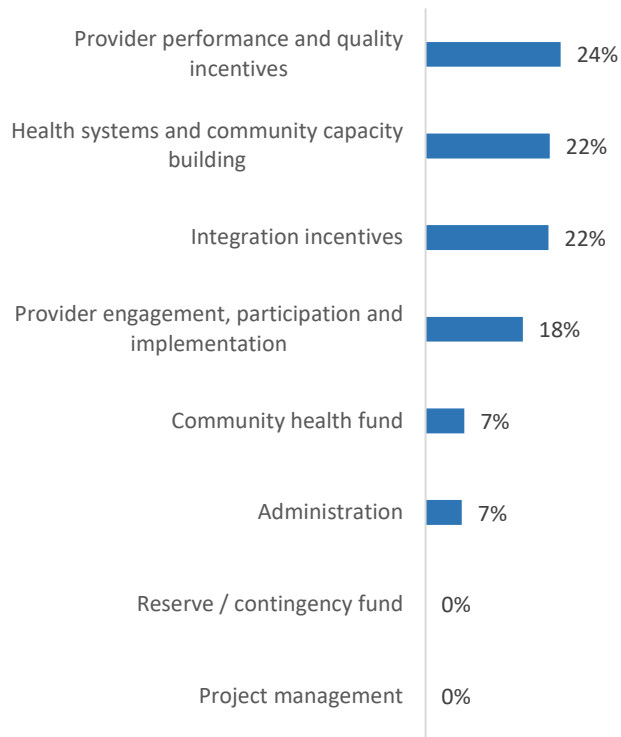 Provider performance and quality
incentives
24%
Health systems and community capacity
building
22%
Integration incentives
22%
Provider engagement, participation and
implementation
18%
Community health fund
7%
Administration
7%
Reserve / contingency fund
0%
Project management
0%